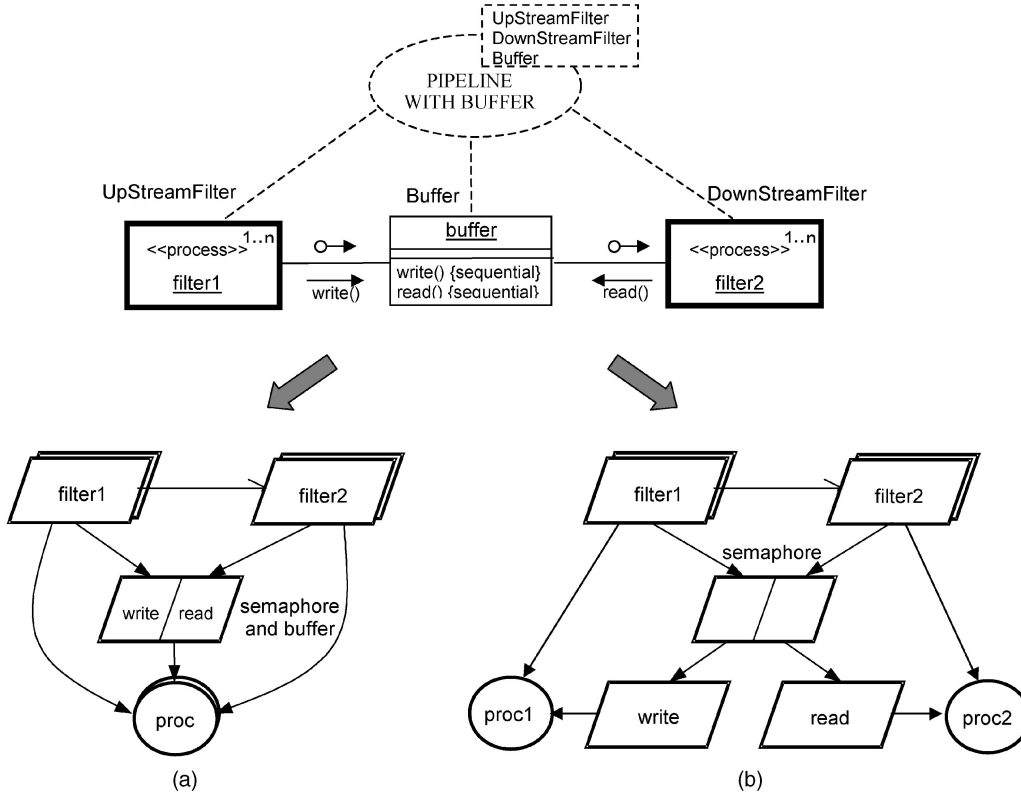 UpStreamFilter
DownStreamFilter
Buffer
PIPELINE
WITH BUFFER
UpStreamFilter
Buffer
DownStreamFilter
1..n
<<process>>
filter1
write()
buffer
write() {sequential}
read() {sequential}
read()
1..n
<<process>>
filter2
filter1
filter2
write
read
semaphore
and buffer
proc
(a)
filter1
filter2
semaphore
proc1
write
read
proc2
(b)